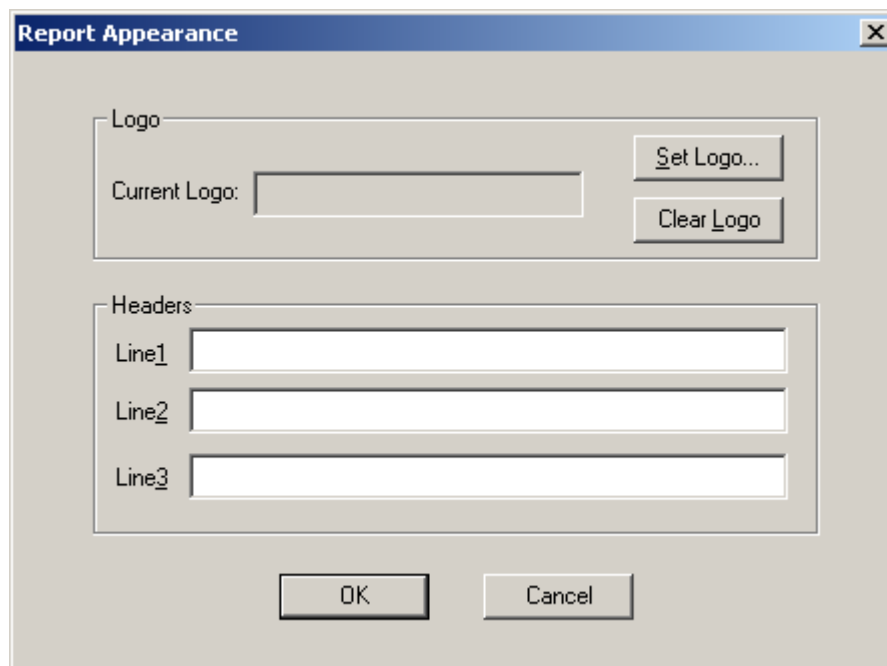 Report Appearance
Logo
Current Logo:
Set Logo...
Clear Logo
Headers
Line1
Line2
Line3
OK
Cancel